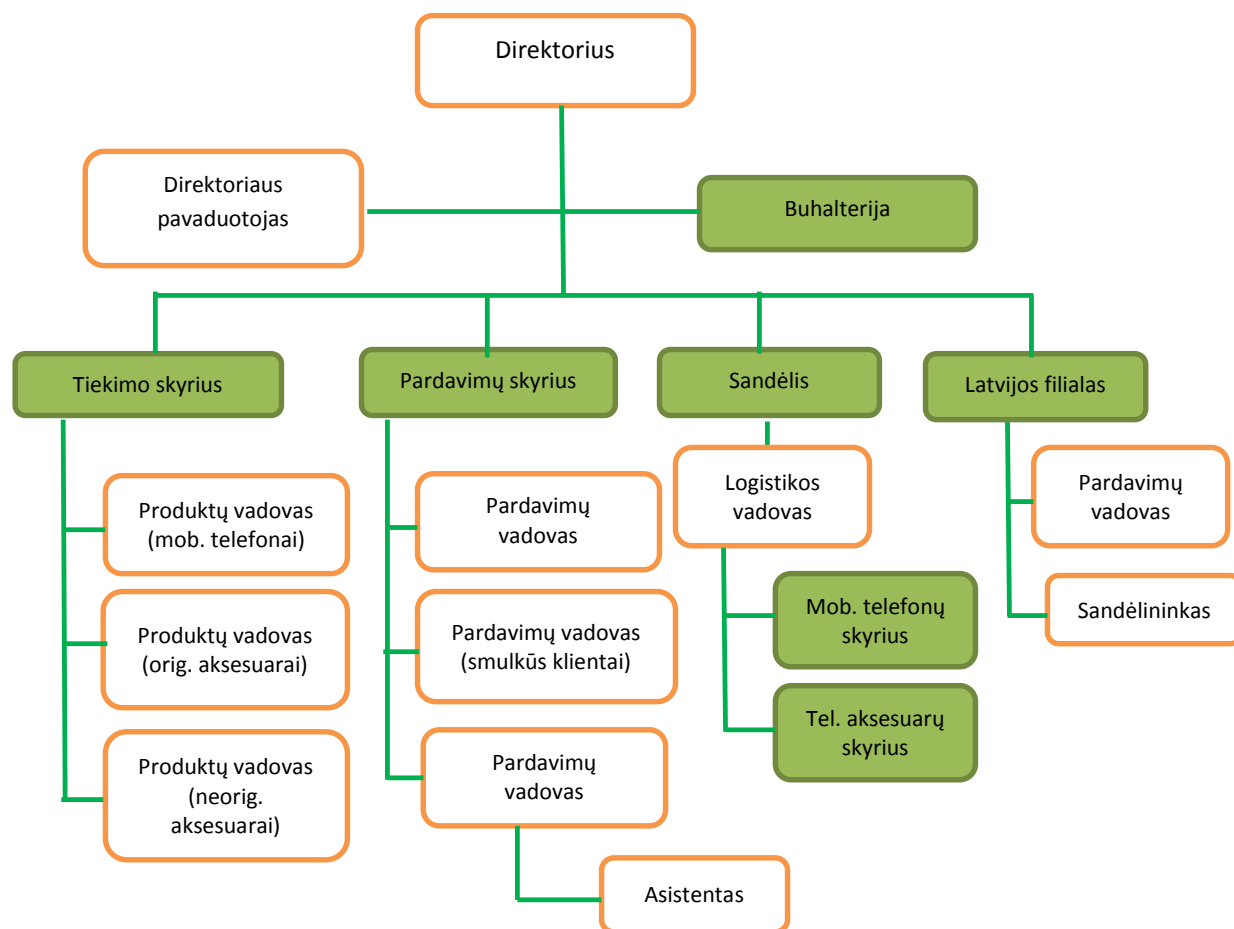 Direktorius
Direktoriaus
pavaduotojas
Buhalterija
Tiekimo skyrius
Pardavimų skyrius
Sandėlis
Latvijos filialas
Produktų vadovas
(mob. telefonai)
Produktų vadovas
(orig. aksesuarai)
Produktų vadovas
(neorig.
aksesuarai)
Pardavimų
vadovas
Pardavimų vadovas
(smulkūs klientai)
Pardavimų
vadovas
Asistentas
Logistikos
vadovas
Mob. telefonų
skyrius
Tel. aksesuarų
skyrius
Pardavimų
vadovas
Sandėlininkas